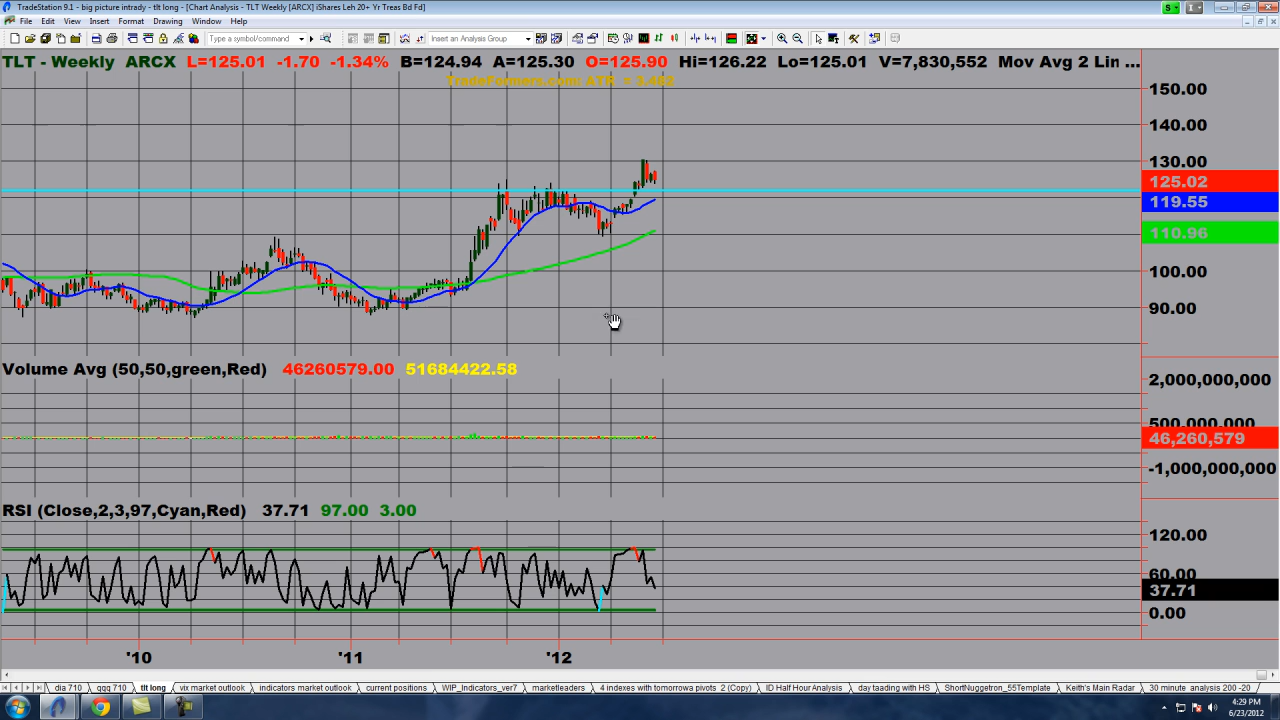 TradeStation 9.1 - big picture intrady - tlt long - [Chart Analysis - TLT Weekly [ARCX] iShares Leh 20+ Yr Treas Bd Fd]
File Edit View Insert Format Drawing Window Help
S I
Type a symbol/command Insert an Analysis Group
TLT - Weekly ARCX L=125.01 -1.70 -1.34% B=124.94 A=125.30 O=125.90 Hi=126.22 Lo=125.01 V=7,830,552 Mov Avg 2 Lin ...
TradeFormers.com: ATR = 3.482
150.00
140.00
130.00
125.02
119.55
110.96
100.00
90.00
Volume Avg (50,50,green,Red) 46260579.00 51684422.58
2,000,000,000
500,000,000
46,260,579
-1,000,000,000
RSI (Close,2,3,97,Cyan,Red) 37.71 97.00 3.00
120.00
60.00
37.71
0.00
'10 '11 '12
dia 710 qqq 710 tlt long vix market outlook indicators market outlook current positions WIP_Indicators_ver7 marketleaders 4 indexes with tomorrowa pivots 2 (Copy) ID Half Hour Analysis day taading with HS ShortNuggetron_55Template Keith's Main Radar 30 minute_analysis 200 -20
4:29 PM
6/23/2012